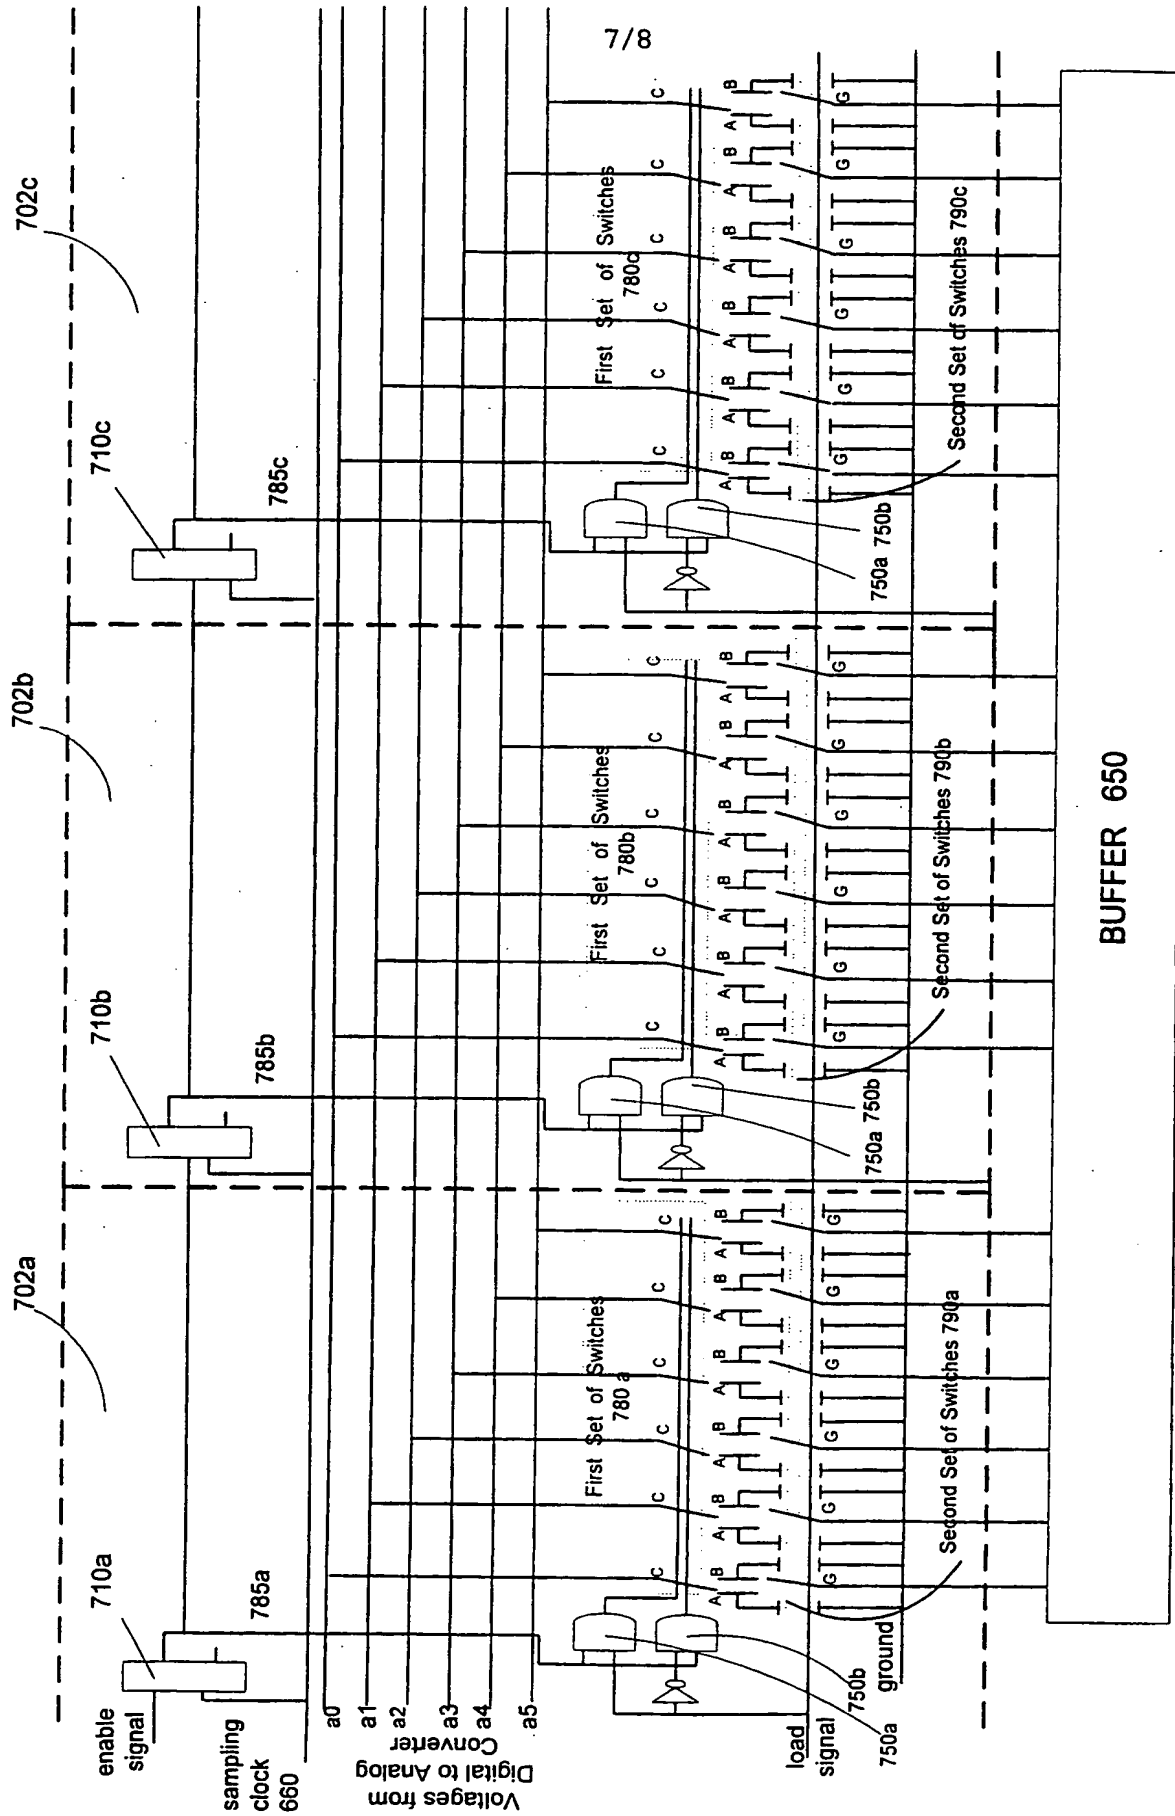 7/8
702a
702b
702c
710a
710b
710c
785a
785b
785c
enable
signal
sampling
clock
660
a0
a1
a2
a3
a4
a5
Voltages from
Digital to Analog
Converter
First Set of Switches
780 a
First Set of Switches
780b
First Set of Switches
780c
C C C C C C
C C C C C C
C C C C C C
A B A B A B A B A B A B
A B A B A B A B A B A B
A B A B A B A B A B A B
G G G G G G
G G G G G G
G G G G G G
load
signal
ground
750b
750a
750a 750b
750a 750b
Second Set of Switches 790a
Second Set of Switches 790b
Second Set of Switches 790c
BUFFER 650